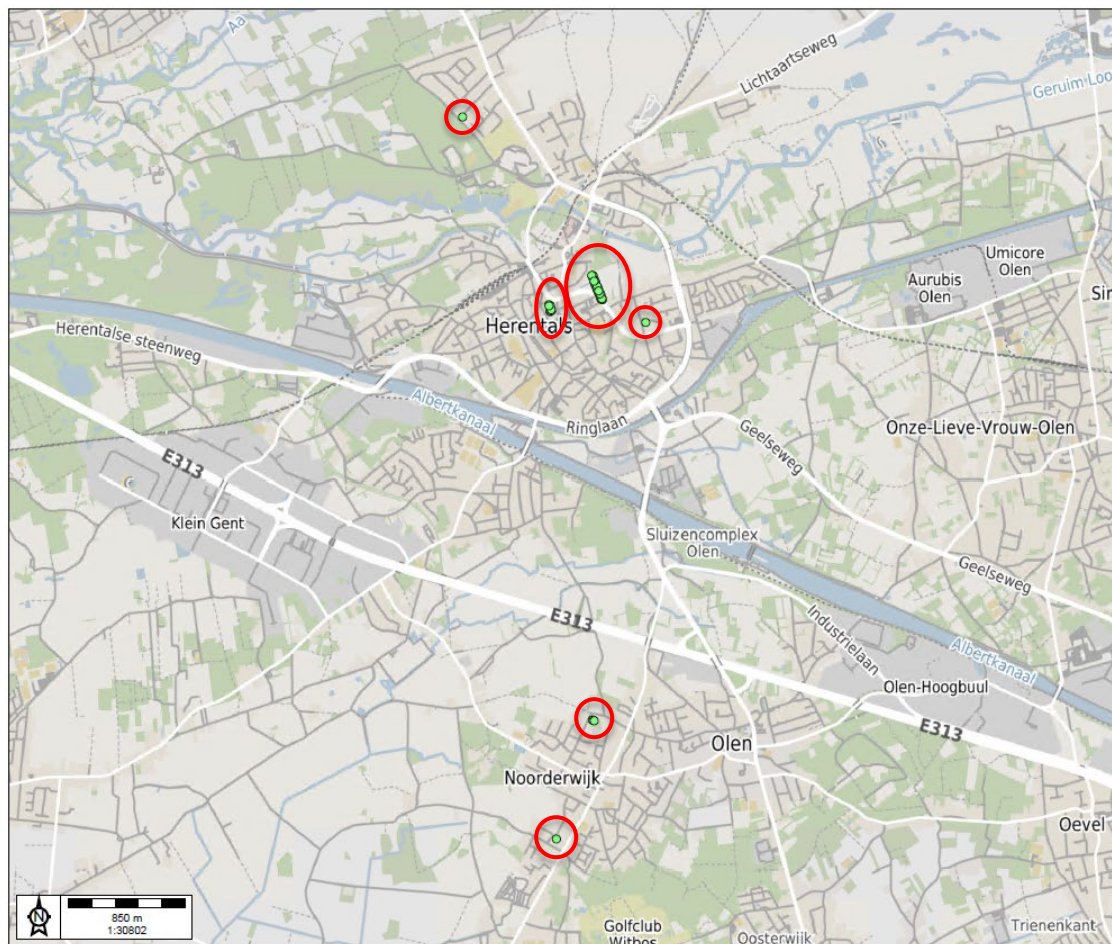 Aa
Lichtaartseweg
Geruim Loo
Umicore
Olen
Aurubis
Olen
Sir
Herentals
Herentalse steenweg
Albertkanaal
Ringlaan
Onze-Lieve-Vrouw-Olen
Geelseweg
E313
Klein Gent
Sluizencomplex
Olen
Geelseweg
E313
Industrielaan
Albertkanaal
Olen-Hoogbuul
E313
Olen
Noorderwijk
Oevel
N
850 m
1:30802
Golfclub
Witbos
Oosterwijk
Trienenkant